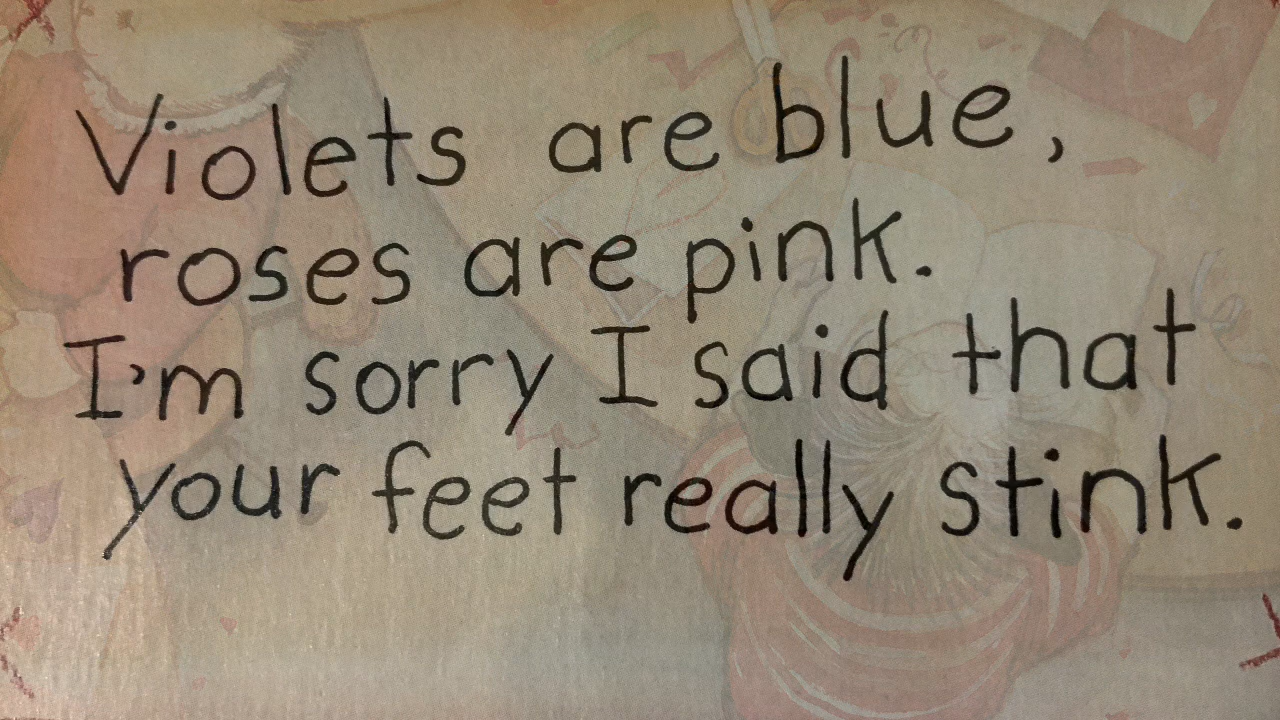 Violets are blue,
roses are pink.
I'm sorry I said that
your feet really stink.